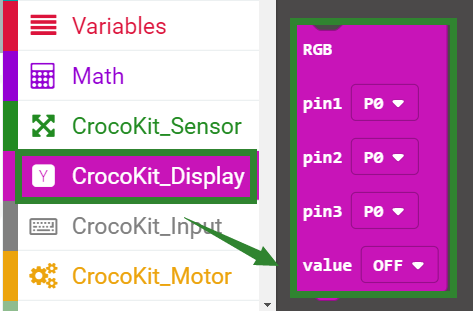 Variables
Math
CrocoKit_Sensor
Y
CrocoKit_Display
CrocoKit_Input
CrocoKit_Motor
RGB
pin1 P0
pin2 P0
pin3 P0
value OFF